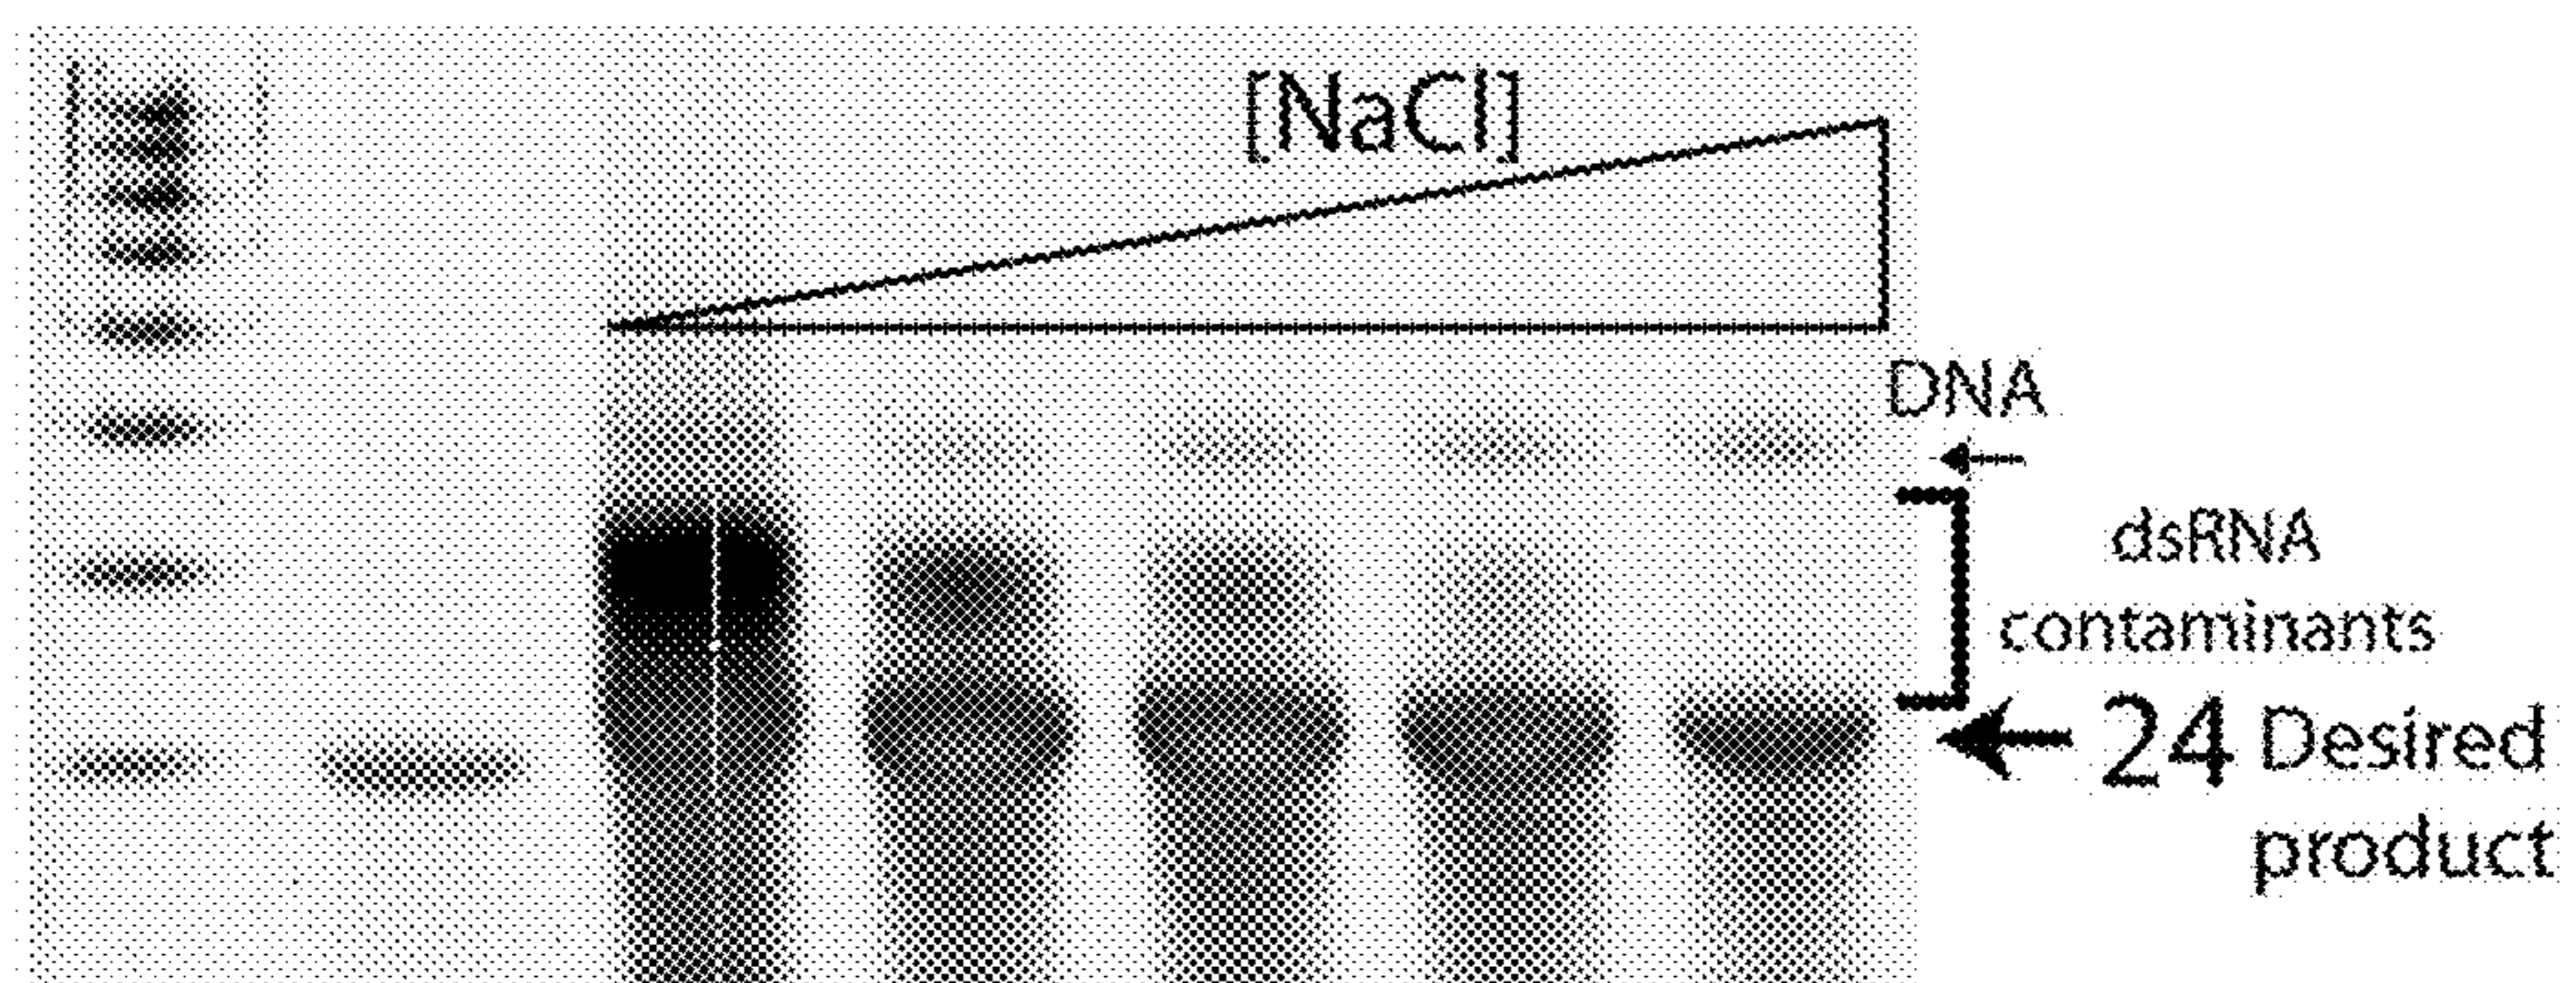 [NaCl]
DNA
dsRNA
contaminants
24 Desired
product